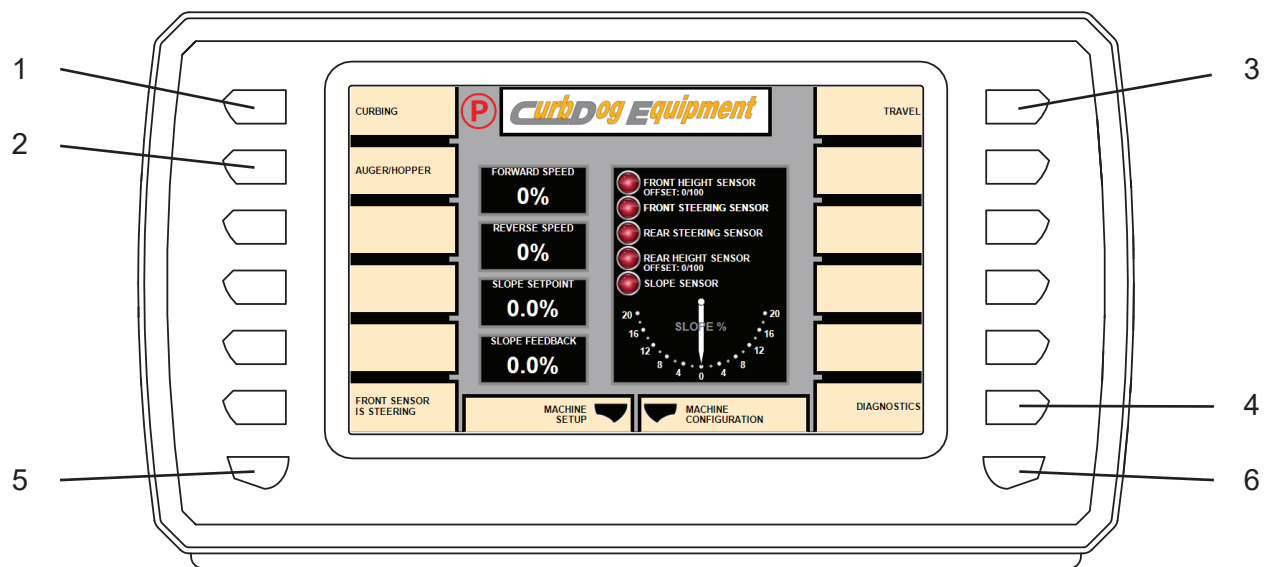 1
2
3
4
5
6
CURBING
AUGER/HOPPER
FRONT SENSOR
IS STEERING
P
CurbDog Equipment
FORWARD SPEED
0%
REVERSE SPEED
0%
SLOPE SETPOINT
0.0%
SLOPE FEEDBACK
0.0%
FRONT HEIGHT SENSOR
OFFSET: 0/100
FRONT STEERING SENSOR
REAR STEERING SENSOR
REAR HEIGHT SENSOR
OFFSET: 0/100
SLOPE SENSOR
SLOPE %
20 16 12 8 4 0 4 8 12 16 20
MACHINE
SETUP
MACHINE
CONFIGURATION
TRAVEL
DIAGNOSTICS